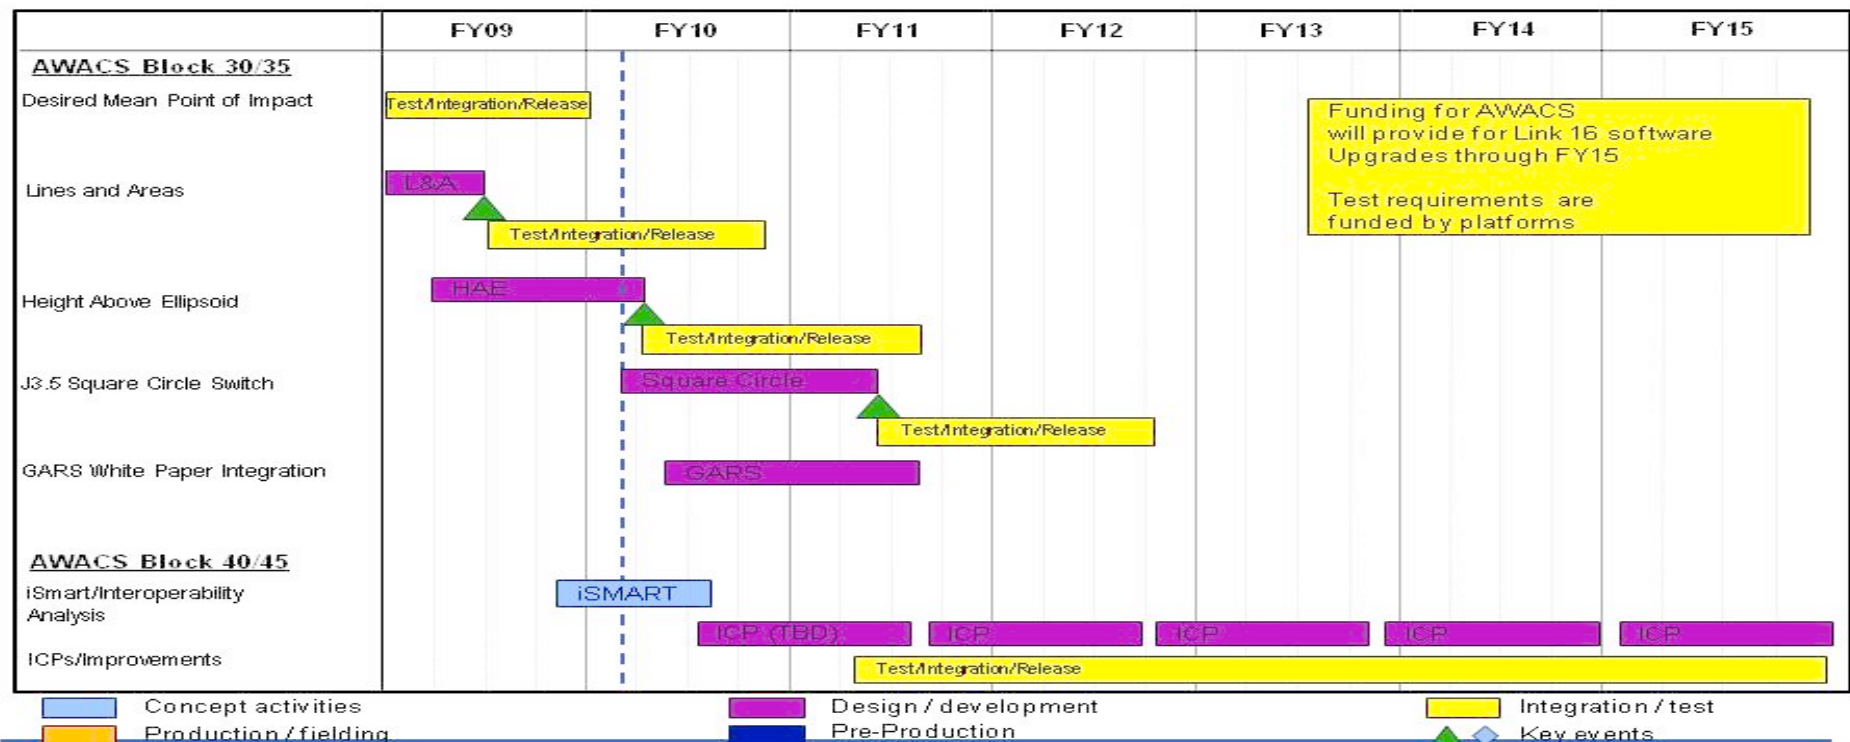 FY09 FY10 FY11 FY12 FY13 FY14 FY15
AWACS Block 30/35
Desired Mean Point of Impact
Test/Integration/Release
Funding for AWACS
will provide for Link 16 software
Upgrades through FY15
Test requirements are
funded by platforms
Lines and Areas
L&A
Test/Integration/Release
Height Above Ellipsoid
HAE
Test/Integration/Release
J3.5 Square Circle Switch
Square Circle
Test/Integration/Release
GARS White Paper Integration
GARS
AWACS Block 40/45
iSmart/Interoperability
Analysis
iSMART
ICP (TBD) ICP ICP ICP ICP
ICPs/Improvements
Test/Integration/Release
Concept activities Design / development Integration / test
Production / fielding Pre-Production Key events